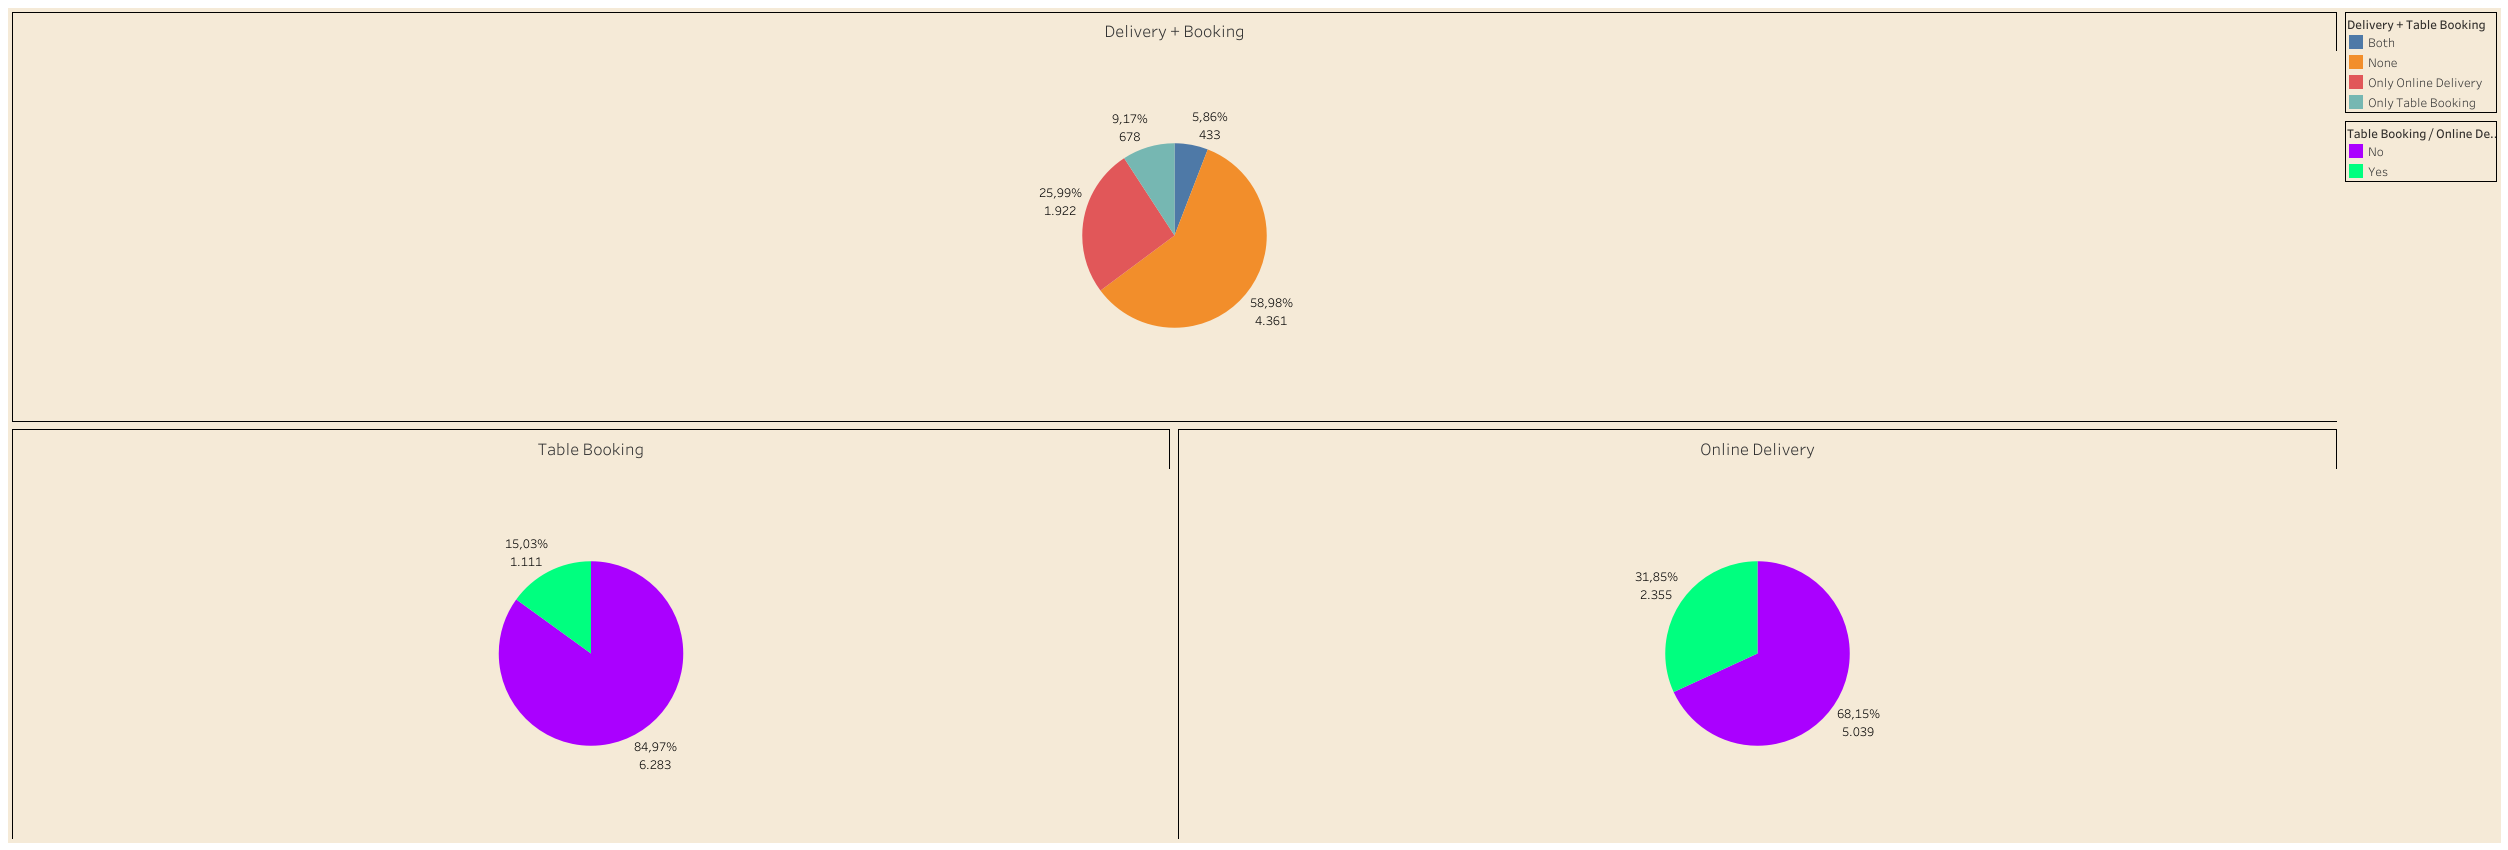 Delivery + Booking
9,17%
678
5,86%
433
25,99%
1.922
58,98%
4.361
Delivery + Table Booking
Both
None
Only Online Delivery
Only Table Booking
Table Booking / Online De..
No
Yes
Table Booking
15,03%
1.111
84,97%
6.283
Online Delivery
31,85%
2.355
68,15%
5.039